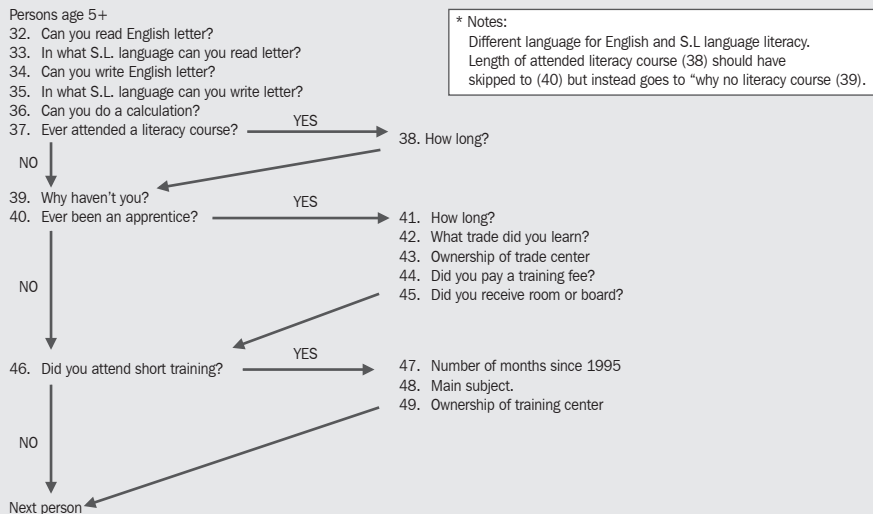 Persons age 5+
32. Can you read English letter?
33. In what S.L. language can you read letter?
34. Can you write English letter?
35. In what S.L. language can you write letter?
36. Can you do a calculation?
37. Ever attended a literacy course?
YES
38. How long?
NO
39. Why haven't you?
40. Ever been an apprentice?
YES
41. How long?
42. What trade did you learn?
43. Ownership of trade center
44. Did you pay a training fee?
45. Did you receive room or board?
NO
46. Did you attend short training?
YES
47. Number of months since 1995
48. Main subject.
49. Ownership of training center
NO
Next person
* Notes:
Different language for English and S.L language literacy.
Length of attended literacy course (38) should have
skipped to (40) but instead goes to “why no literacy course (39).